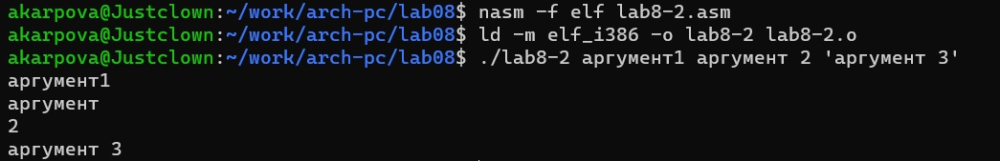 akarpova@Justclown:~/work/arch-pc/lab08$ nasm -f elf lab8-2.asm
akarpova@Justclown:~/work/arch-pc/lab08$ ld -m elf_i386 -o lab8-2 lab8-2.o
akarpova@Justclown:~/work/arch-pc/lab08$ ./lab8-2 аргумент1 аргумент 2 'аргумент 3'
аргумент1
аргумент
2
аргумент 3